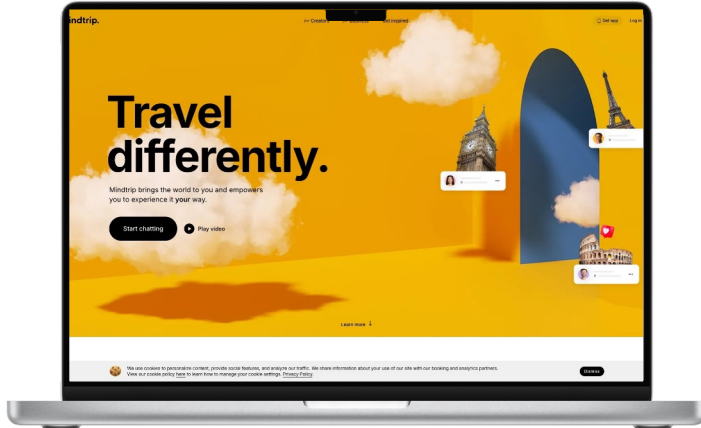 indtrip.
Creators
Get inspired
Get app
Log in
Travel
differently.
Mindtrip brings the world to you and empowers
you to experience it your way.
Start chatting
Play video
Learn more ↓
We use cookies to personalize content, provide social features, and analyze our traffic. We share information about your use of our site with our booking and analytics partners.
View our cookie policy here to learn how to manage your cookie settings. Privacy Policy.
Dismiss